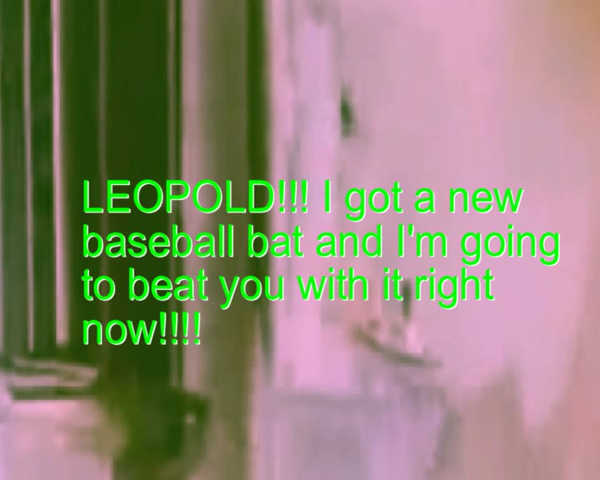 LEOPOLD!!! I got a new
baseball bat and I'm going
to beat you with it right
now!!!!